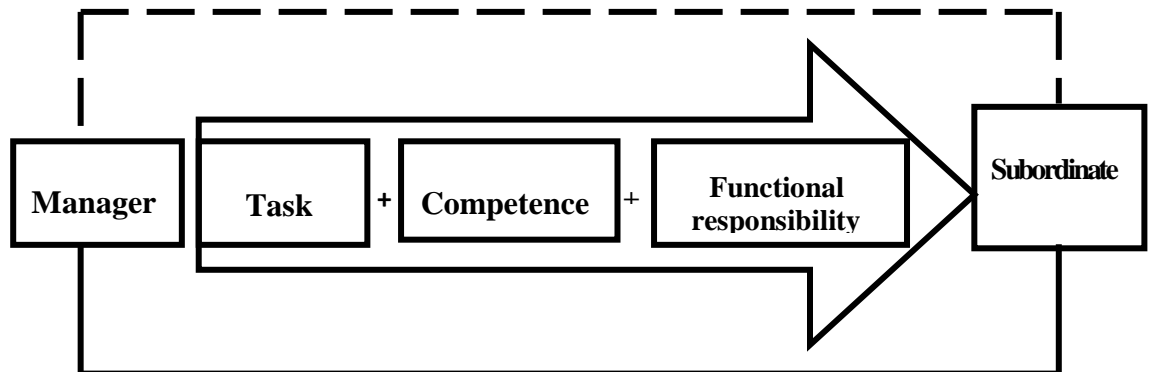 Manager
Task
+
Competence
+
Functional
responsibility
Subordinate